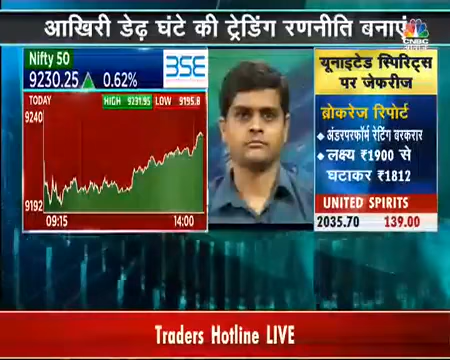 आखिरी डेढ़ घंटे की ट्रेडिंग रणनीति बनाएं
CNBC
आवाज़
Nifty 50
9230.25 0.62%
BSE
TODAY HIGH 9231.95 LOW 9195.8
9240
9192
09:15 14:00
यूनाइटेड स्पिरिट्स
पर जेफरीज
ब्रोकरेज रिपोर्ट
अंडरपरफॉर्म रेटिंग बरकरार
लक्ष्य ₹1900 से
घटाकर ₹1812
UNITED SPIRITS
2035.70 139.00
Traders Hotline LIVE